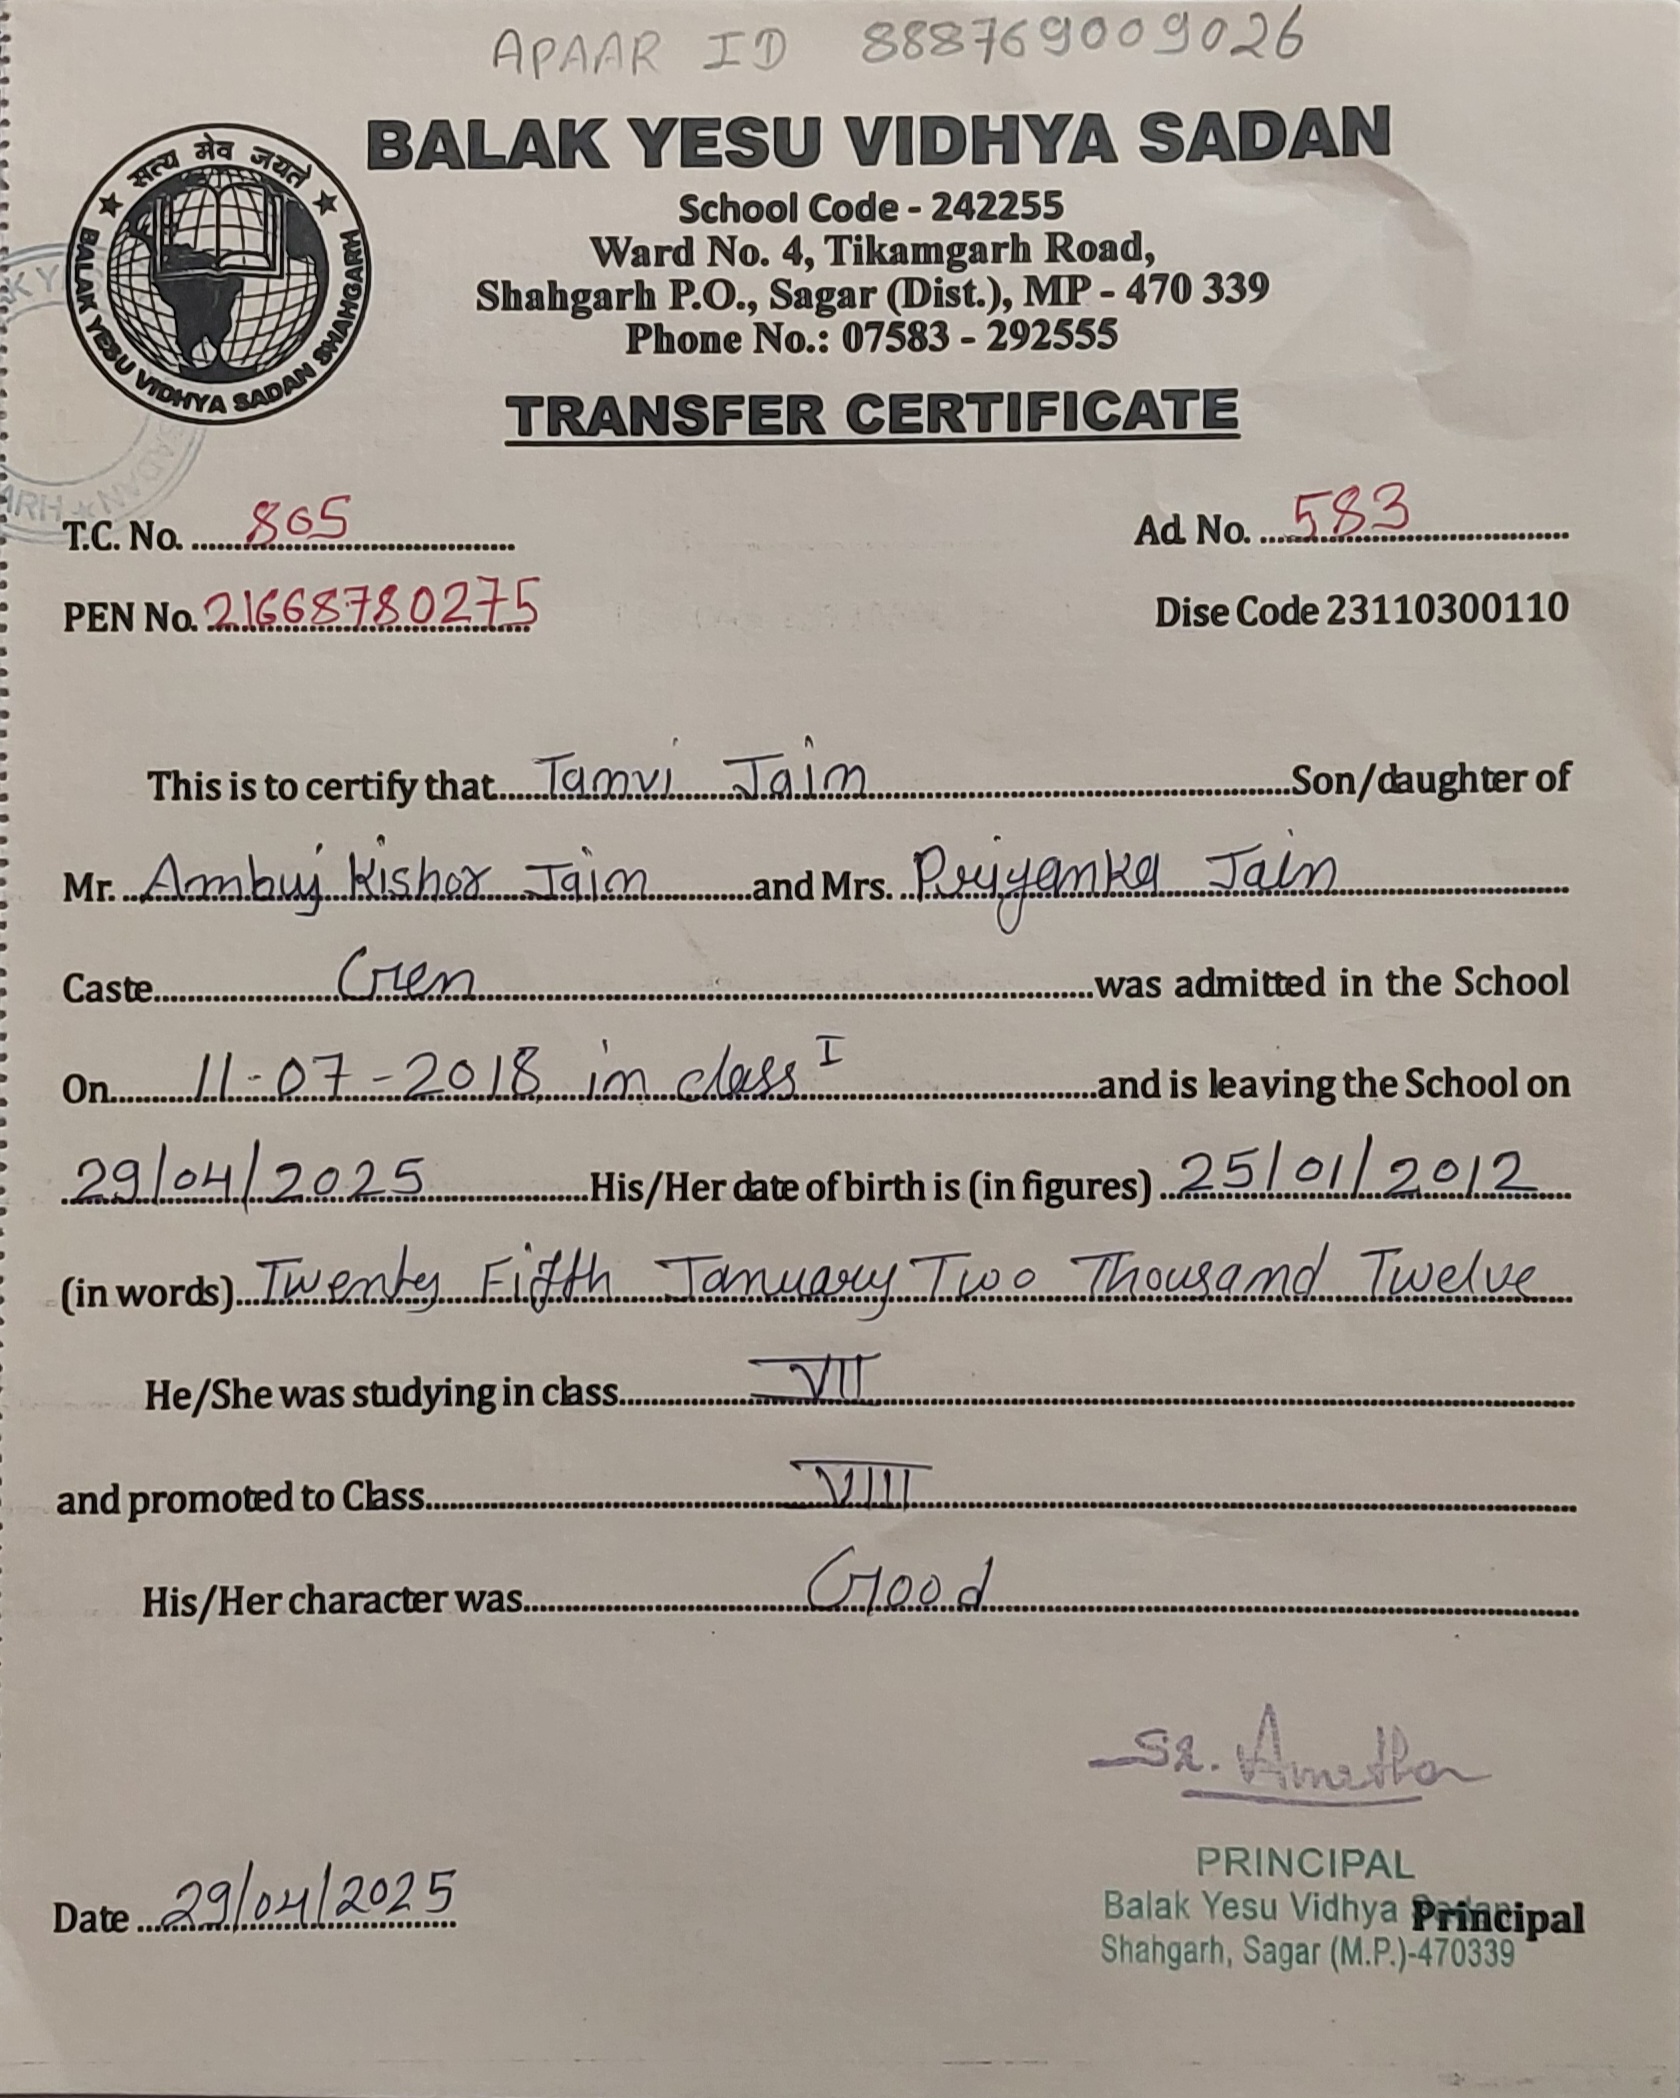 APAAR ID 888769009026
BALAK YESU VIDHYA SADAN
सत्य मेव जयते
BALAK YESU VIDHYA SADAN SHAHGARH
School Code - 242255
Ward No. 4, Tikamgarh Road,
Shahgarh P.O., Sagar (Dist.), MP - 470 339
Phone No.: 07583 - 292555
TRANSFER CERTIFICATE
T.C. No. 805 Ad. No. 583
PEN No. 21668780275 Dise Code 23110300110
This is to certify that Tanvi Jain Son/daughter of
Mr. Ambuj Kishor Jain and Mrs. Priyanka Jain
Caste Gen was admitted in the School
On 11-07-2018 in class I and is leaving the School on
29/04/2025 His/Her date of birth is (in figures) 25/01/2012
(in words) Twenty Fifth January Two Thousand Twelve
He/She was studying in class VII
and promoted to Class VIII
His/Her character was Good
Sr.
PRINCIPAL
Balak Yesu Vidhya Sadan
Shahgarh, Sagar (M.P.)-470339
Date 29/04/2025 Principal